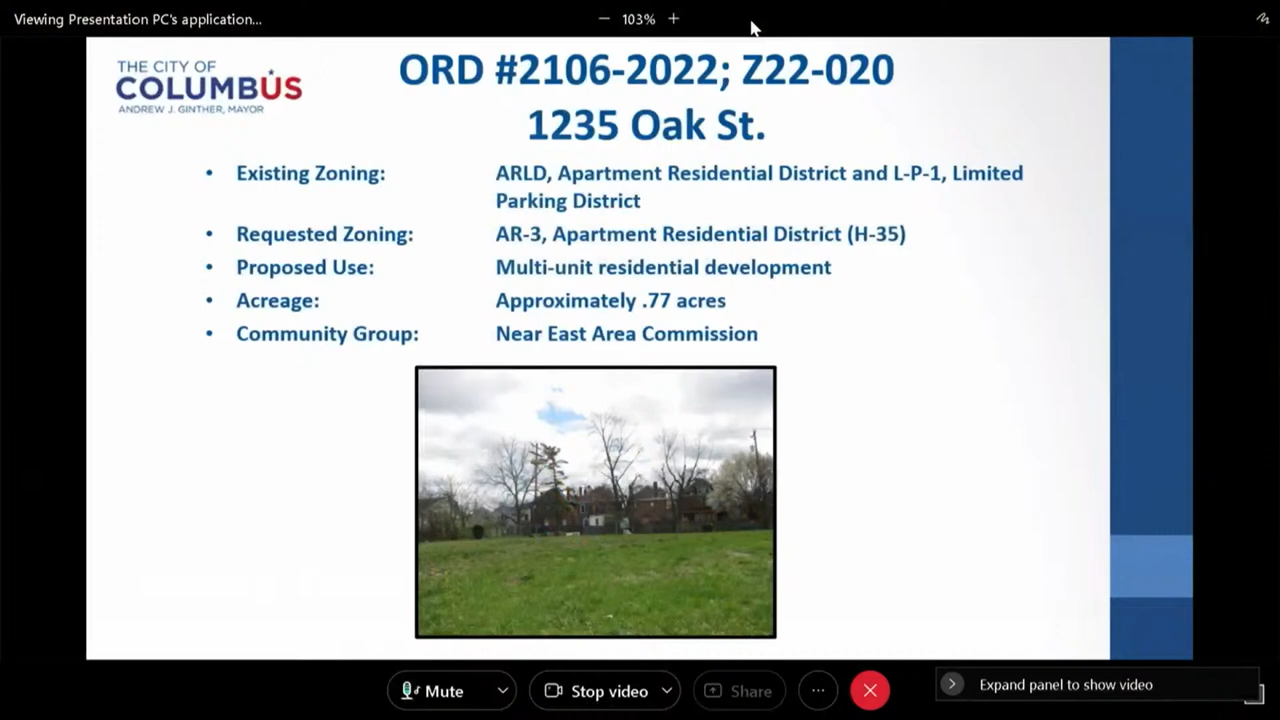 Viewing Presentation PC's application...
− 103% +
THE CITY OF
COLUMBUS
ANDREW J. GINTHER, MAYOR
ORD #2106-2022; Z22-020
1235 Oak St.
• Existing Zoning: ARLD, Apartment Residential District and L-P-1, Limited
Parking District
• Requested Zoning: AR-3, Apartment Residential District (H-35)
• Proposed Use: Multi-unit residential development
• Acreage: Approximately .77 acres
• Community Group: Near East Area Commission
Mute Stop video Share ... Expand panel to show video